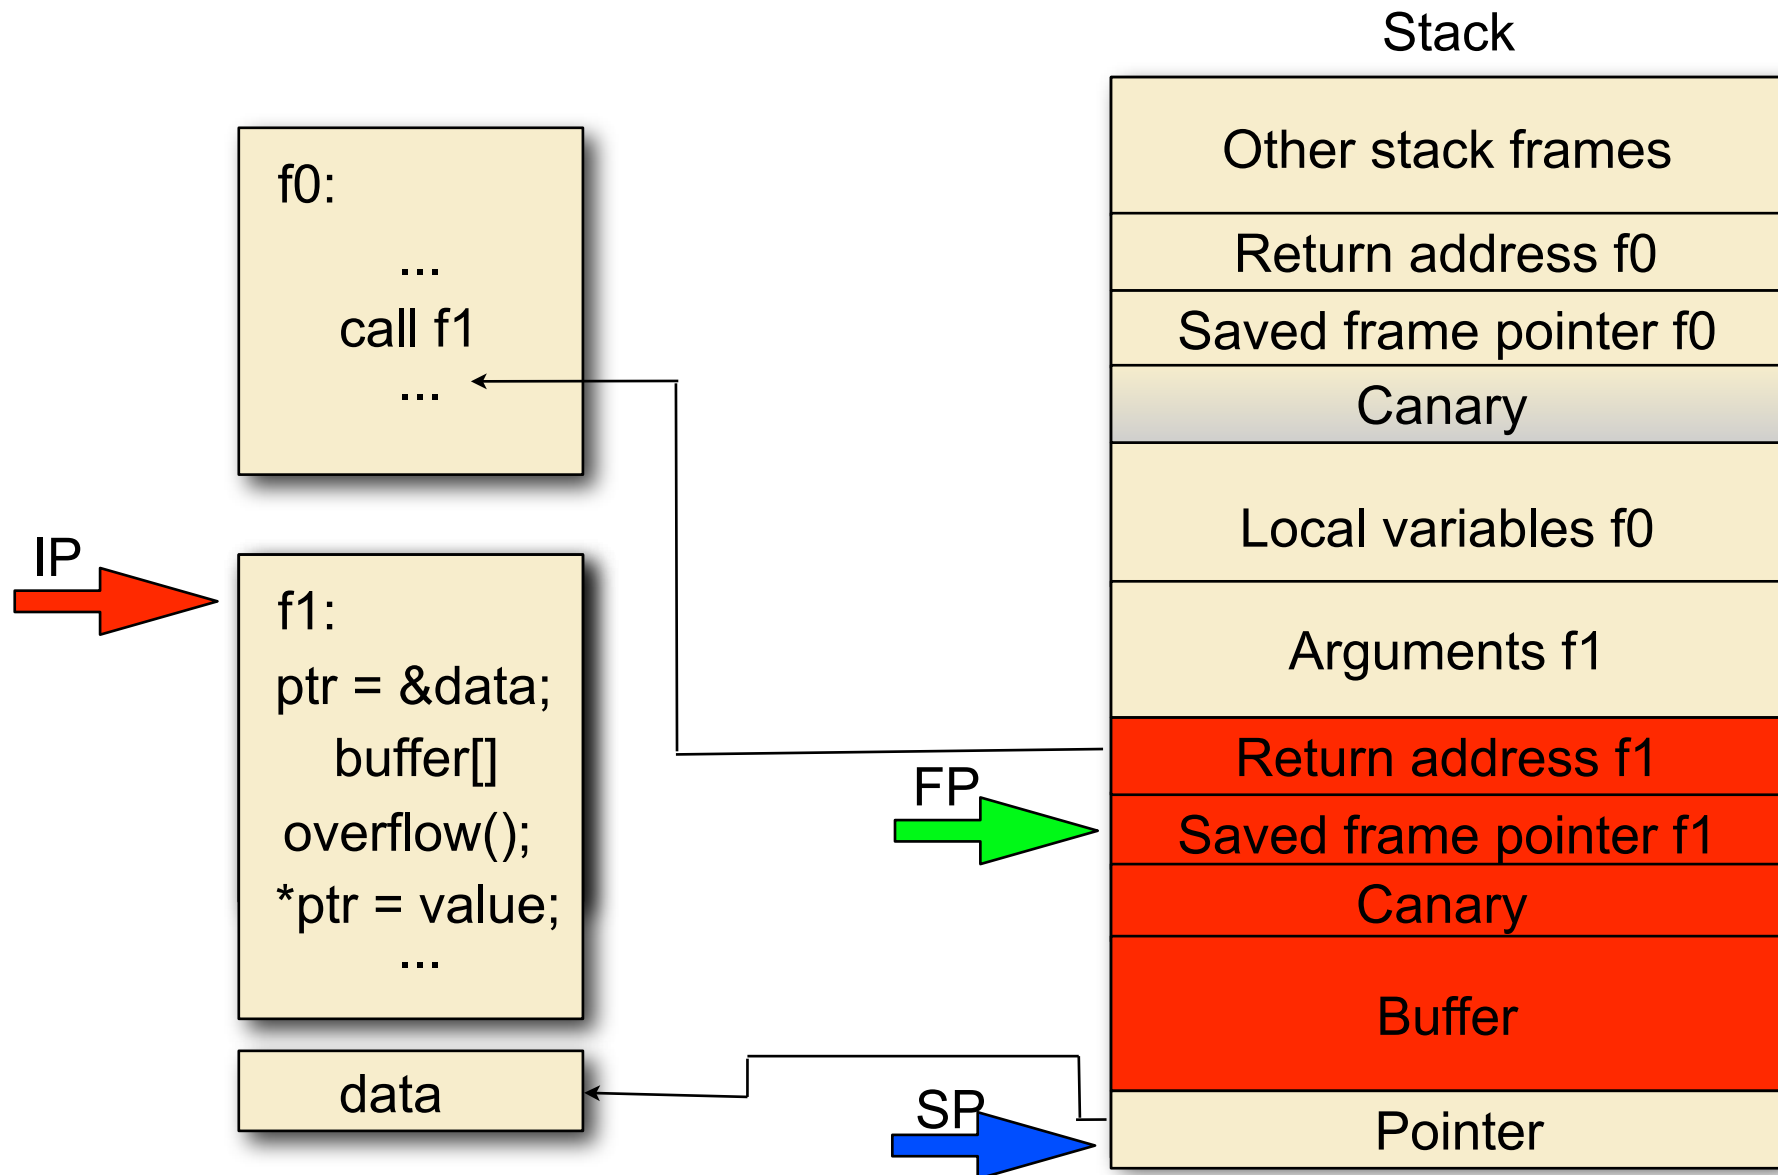 Stack
f0:
...
call f1
...
IP
f1:
ptr = &data;
buffer[]
overflow();
*ptr = value;
...
data
FP
SP
Other stack frames
Return address f0
Saved frame pointer f0
Canary
Local variables f0
Arguments f1
Return address f1
Saved frame pointer f1
Canary
Buffer
Pointer